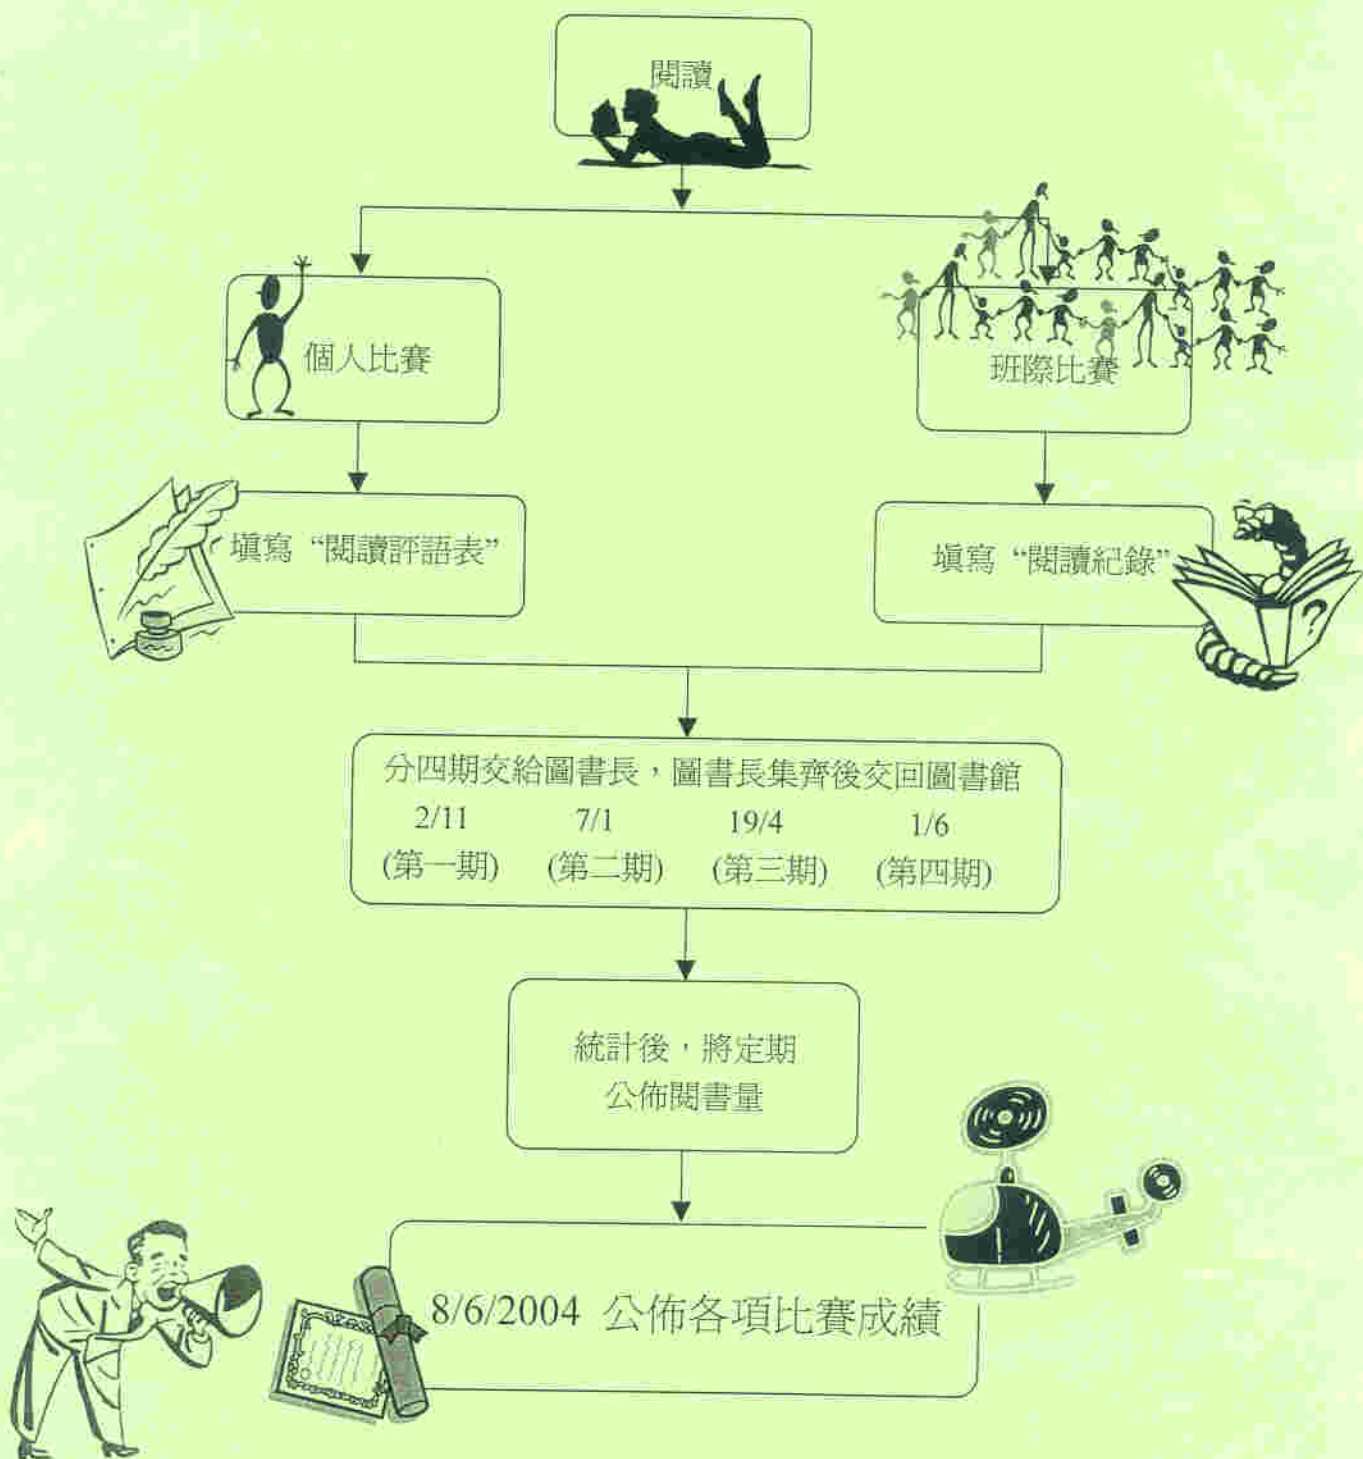 閱讀
個人比賽
班際比賽
填寫 “閱讀評語表”
填寫 “閱讀紀錄”
分四期交給圖書長，圖書長集齊後交回圖書館
2/11 7/1 19/4 1/6
(第一期) (第二期) (第三期) (第四期)
統計後，將定期
公佈閱書量
8/6/2004 公佈各項比賽成績
?